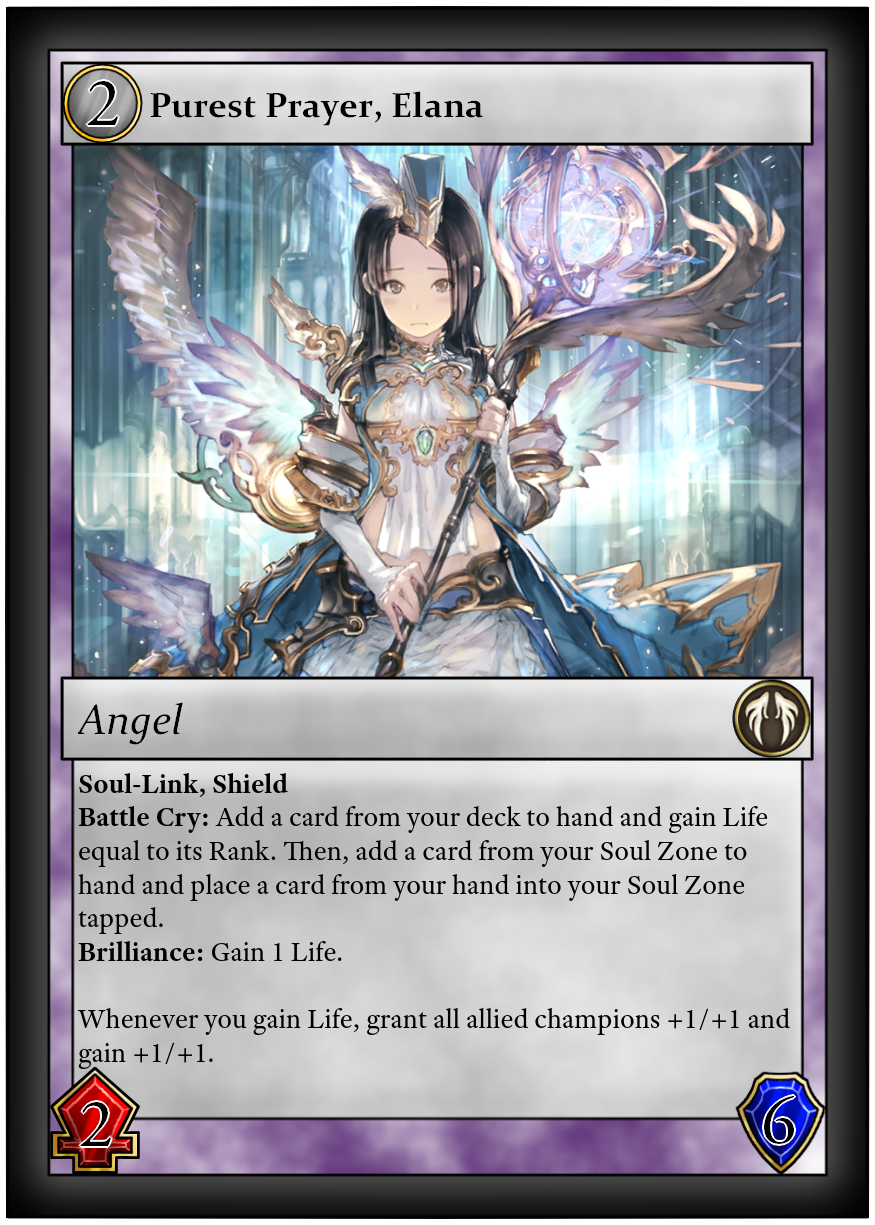 2
Purest Prayer, Elana
Angel
Soul-Link, Shield
Battle Cry: Add a card from your deck to hand and gain Life
equal to its Rank. Then, add a card from your Soul Zone to
hand and place a card from your hand into your Soul Zone
tapped.
Brilliance: Gain 1 Life.
Whenever you gain Life, grant all allied champions +1/+1 and
gain +1/+1.
2
6